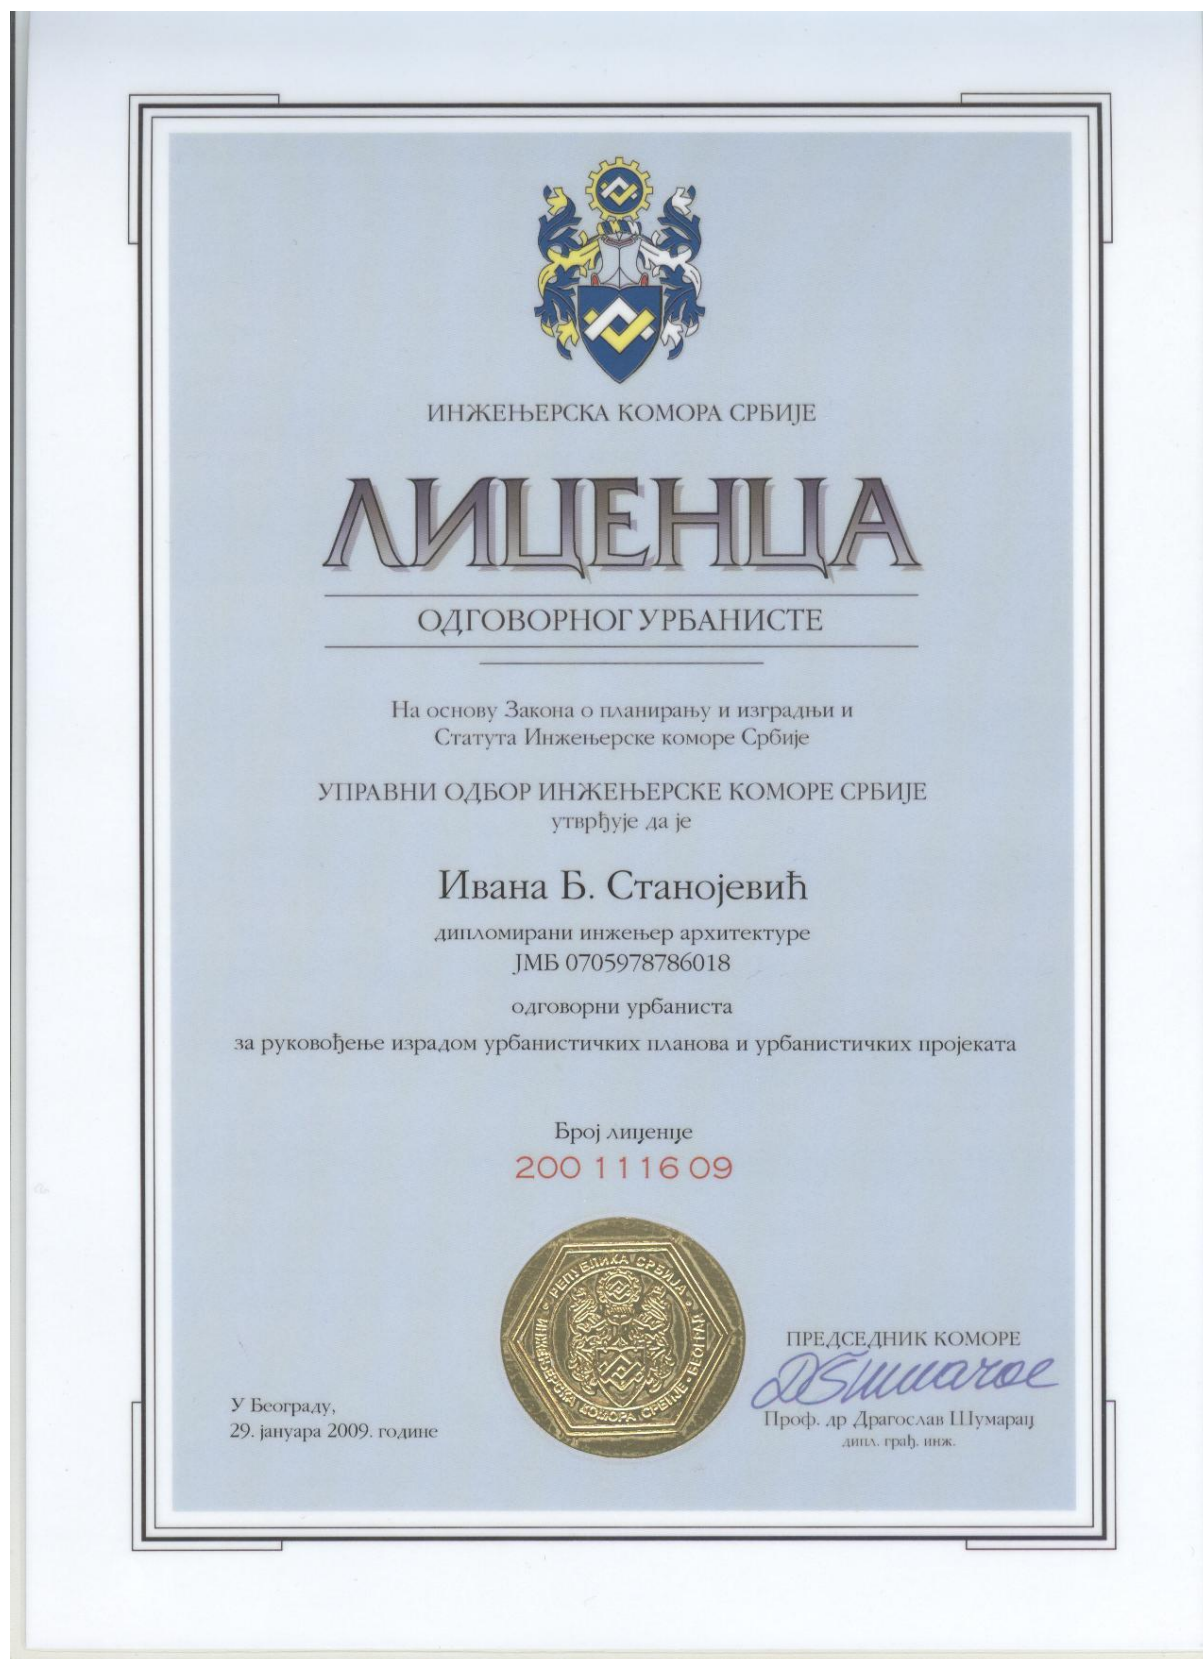 ИНЖЕЊЕРСКА КОМОРА СРБИЈЕ
ЛИЦЕНЦА
ОДГОВОРНОГ УРБАНИСТЕ
На основу Закона о планирању и изградњи и
Статута Инжењерске коморе Србије
УПРАВНИ ОДБОР ИНЖЕЊЕРСКЕ КОМОРЕ СРБИЈЕ
утврђује да је
Ивана Б. Станојевић
дипломирани инжењер архитектуре
ЈМБ 0705978786018
одговорни урбаниста
за руковођење израдом урбанистичких планова и урбанистичких пројеката
Број лиценце
200 1116 09
РЕПУБЛИКА СРБИЈА
ИНЖЕЊЕРСКА КОМОРА СРБИЈЕ - БЕОГРАД
У Београду,
29. јануара 2009. године
ПРЕДСЕДНИК КОМОРЕ
Проф. др Драгослав Шумарац
дипл. грађ. инж.